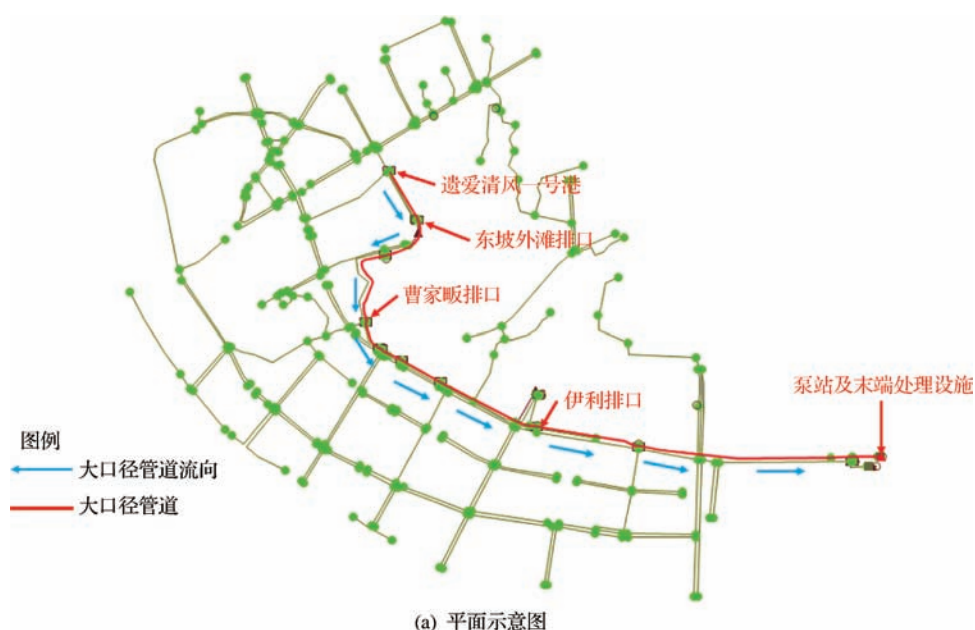 遗爱清风一号港
东坡外滩排口
曹家畈排口
伊利排口
泵站及末端处理设施
图例
大口径管道流向
大口径管道
(a) 平面示意图